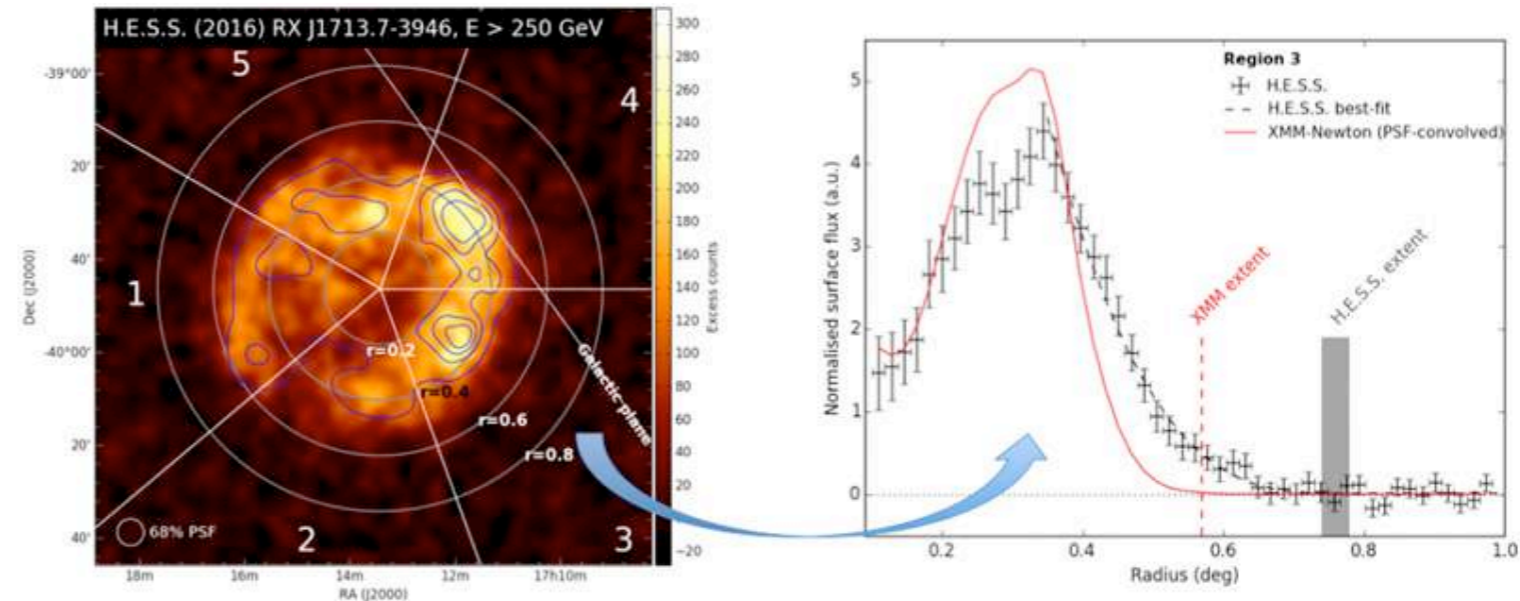 H.E.S.S. (2016) RX J1713.7-3946, E > 250 GeV
5
4
1
2
3
r=0.2
r=0.4
r=0.6
r=0.8
Galactic plane
68% PSF
-39°00'
20'
40'
-40°00'
20'
40'
Dec (J2000)
18m
16m
14m
12m
17h10m
RA (J2000)
300
280
260
240
220
200
180
160
140
120
100
80
60
40
20
−20
Excess counts
Region 3
H.E.S.S.
H.E.S.S. best-fit
XMM-Newton (PSF-convolved)
XMM extent
H.E.S.S. extent
Normalised surface flux (a.u.)
5
4
3
2
1
0
0.2
0.4
0.6
0.8
1.0
Radius (deg)